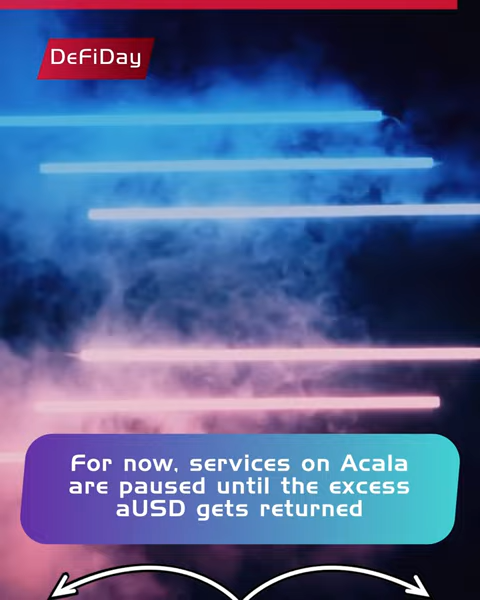 DeFiDay
For now, services on Acala
are paused until the excess
aUSD gets returned